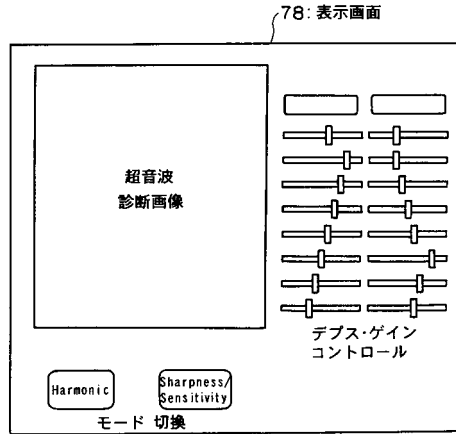 78:表示画面
超音波
診断画像
デプス・ゲイン
コントロール
Harmonic
Sharpness/
Sensitivity
モード 切換